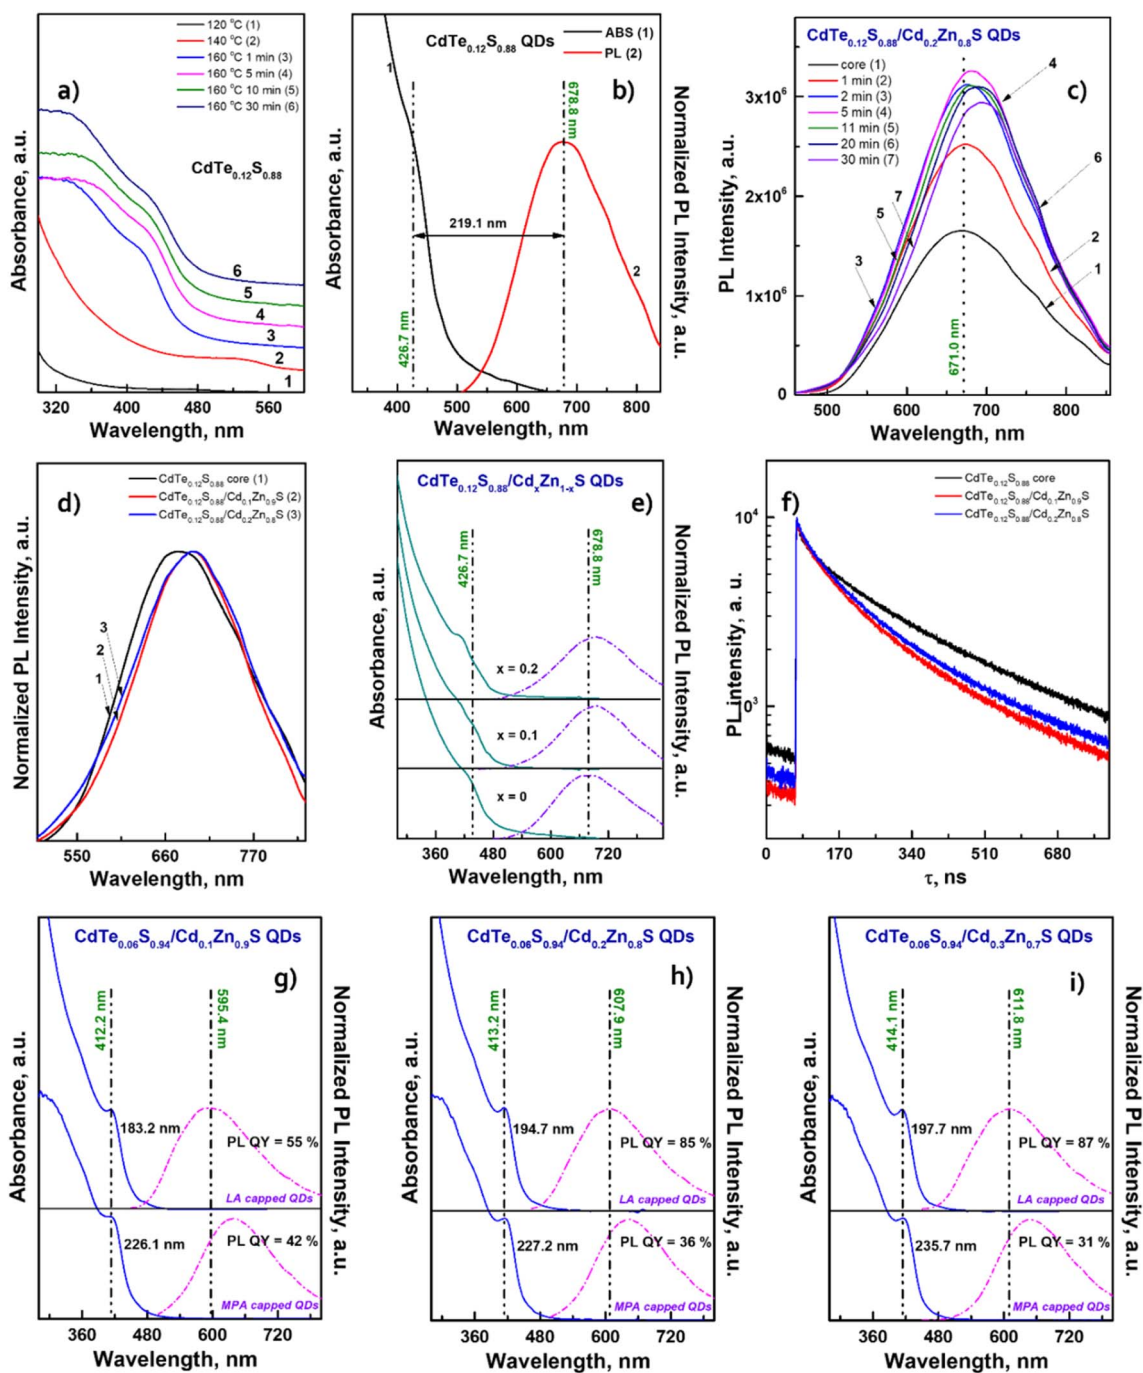 a)
120 °C (1)
140 °C (2)
160 °C 1 min (3)
160 °C 5 min (4)
160 °C 10 min (5)
160 °C 30 min (6)
CdTe0.12S0.88
6
5
4
3
2
1
Absorbance, a.u.
320 400 480 560
Wavelength, nm
b)
CdTe0.12S0.88 QDs
ABS (1)
PL (2)
1
2
678.8 nm
219.1 nm
426.7 nm
Absorbance, a.u.
Normalized PL Intensity, a.u.
400 500 600 700 800
Wavelength, nm
c)
CdTe0.12S0.88/Cd0.2Zn0.8S QDs
core (1)
1 min (2)
2 min (3)
5 min (4)
11 min (5)
20 min (6)
30 min (7)
4
6
7
5
3
2
1
671.0 nm
PL Intensity, a.u.
3x10^6
2x10^6
1x10^6
0
500 600 700 800
Wavelength, nm
d)
CdTe0.12S0.88 core (1)
CdTe0.12S0.88/Cd0.1Zn0.9S (2)
CdTe0.12S0.88/Cd0.2Zn0.8S (3)
3
2
1
Normalized PL Intensity, a.u.
550 660 770
Wavelength, nm
e)
CdTe0.12S0.88/CdxZn1-xS QDs
426.7 nm
678.8 nm
x = 0.2
x = 0.1
x = 0
Absorbance, a.u.
Normalized PL Intensity, a.u.
360 480 600 720
Wavelength, nm
f)
CdTe0.12S0.88 core
CdTe0.12S0.88/Cd0.1Zn0.9S
CdTe0.12S0.88/Cd0.2Zn0.8S
PL intensity, a. u.
10^4
10^3
0 170 340 510 680
τ, ns
g)
CdTe0.06S0.94/Cd0.1Zn0.9S QDs
412.2 nm
595.4 nm
183.2 nm
PL QY = 55 %
LA capped QDs
226.1 nm
PL QY = 42 %
MPA capped QDs
Absorbance, a.u.
Normalized PL Intensity, a.u.
360 480 600 720
Wavelength, nm
h)
CdTe0.06S0.94/Cd0.2Zn0.8S QDs
413.2 nm
607.9 nm
194.7 nm
PL QY = 85 %
LA capped QDs
227.2 nm
PL QY = 36 %
MPA capped QDs
Absorbance, a.u.
Normalized PL Intensity, a.u.
360 480 600 720
Wavelength, nm
i)
CdTe0.06S0.94/Cd0.3Zn0.7S QDs
414.1 nm
611.8 nm
197.7 nm
PL QY = 87 %
LA capped QDs
235.7 nm
PL QY = 31 %
MPA capped QDs
Absorbance, a.u.
Normalized PL Intensity, a.u.
360 480 600 720
Wavelength, nm